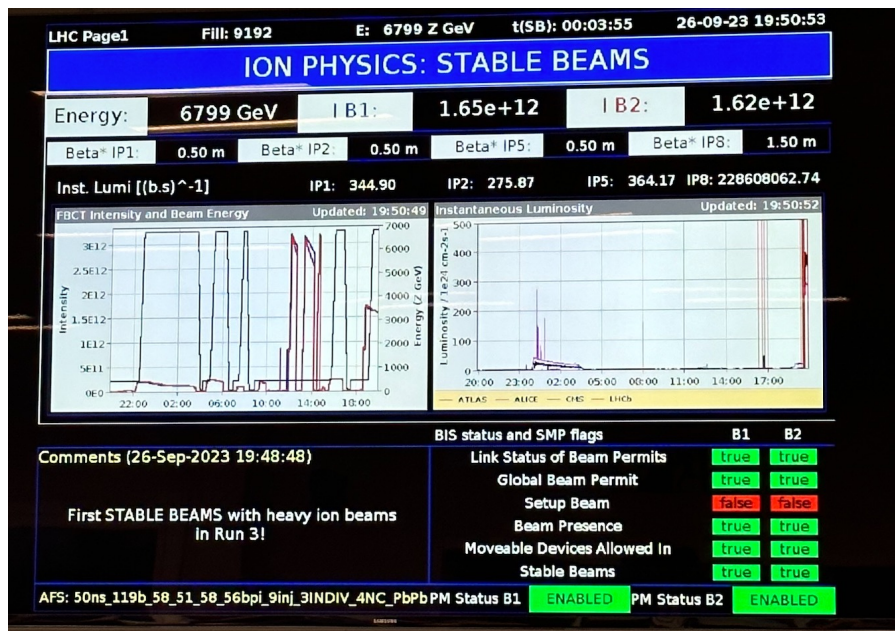 LHC Page1 Fill: 9192 E: 6799 Z GeV t(SB): 00:03:55 26-09-23 19:50:53
ION PHYSICS: STABLE BEAMS
Energy: 6799 GeV I B1: 1.65e+12 I B2: 1.62e+12
Beta* IP1: 0.50 m Beta* IP2: 0.50 m Beta* IP5: 0.50 m Beta* IP8: 1.50 m
Inst. Lumi [(b.s)^-1] IP1: 344.90 IP2: 275.87 IP5: 364.17 IP8: 228608062.74
FBCT Intensity and Beam Energy Updated: 19:50:49
Intensity
3E12
2.5E12
2E12
1.5E12
1E12
5E11
0E0
22:00 02:00 06:00 10:00 14:00 18:00
7000
6000
5000
4000
3000
2000
1000
0
Energy (Z GeV)
Instantaneous Luminosity Updated: 19:50:52
Luminosity / 1e24 cm-2s-1
500
400
300
200
100
0
20:00 23:00 02:00 05:00 00:00 11:00 14:00 17:00
ATLAS ALICE CMS LHCb
Comments (26-Sep-2023 19:48:48)
First STABLE BEAMS with heavy ion beams
in Run 3!
BIS status and SMP flags B1 B2
Link Status of Beam Permits true true
Global Beam Permit true true
Setup Beam false false
Beam Presence true true
Moveable Devices Allowed In true true
Stable Beams true true
AFS: 50ns_119b_58_51_58_56bpi_9inj_3INDIV_4NC_PbPb PM Status B1 ENABLED PM Status B2 ENABLED
SAMSUNG